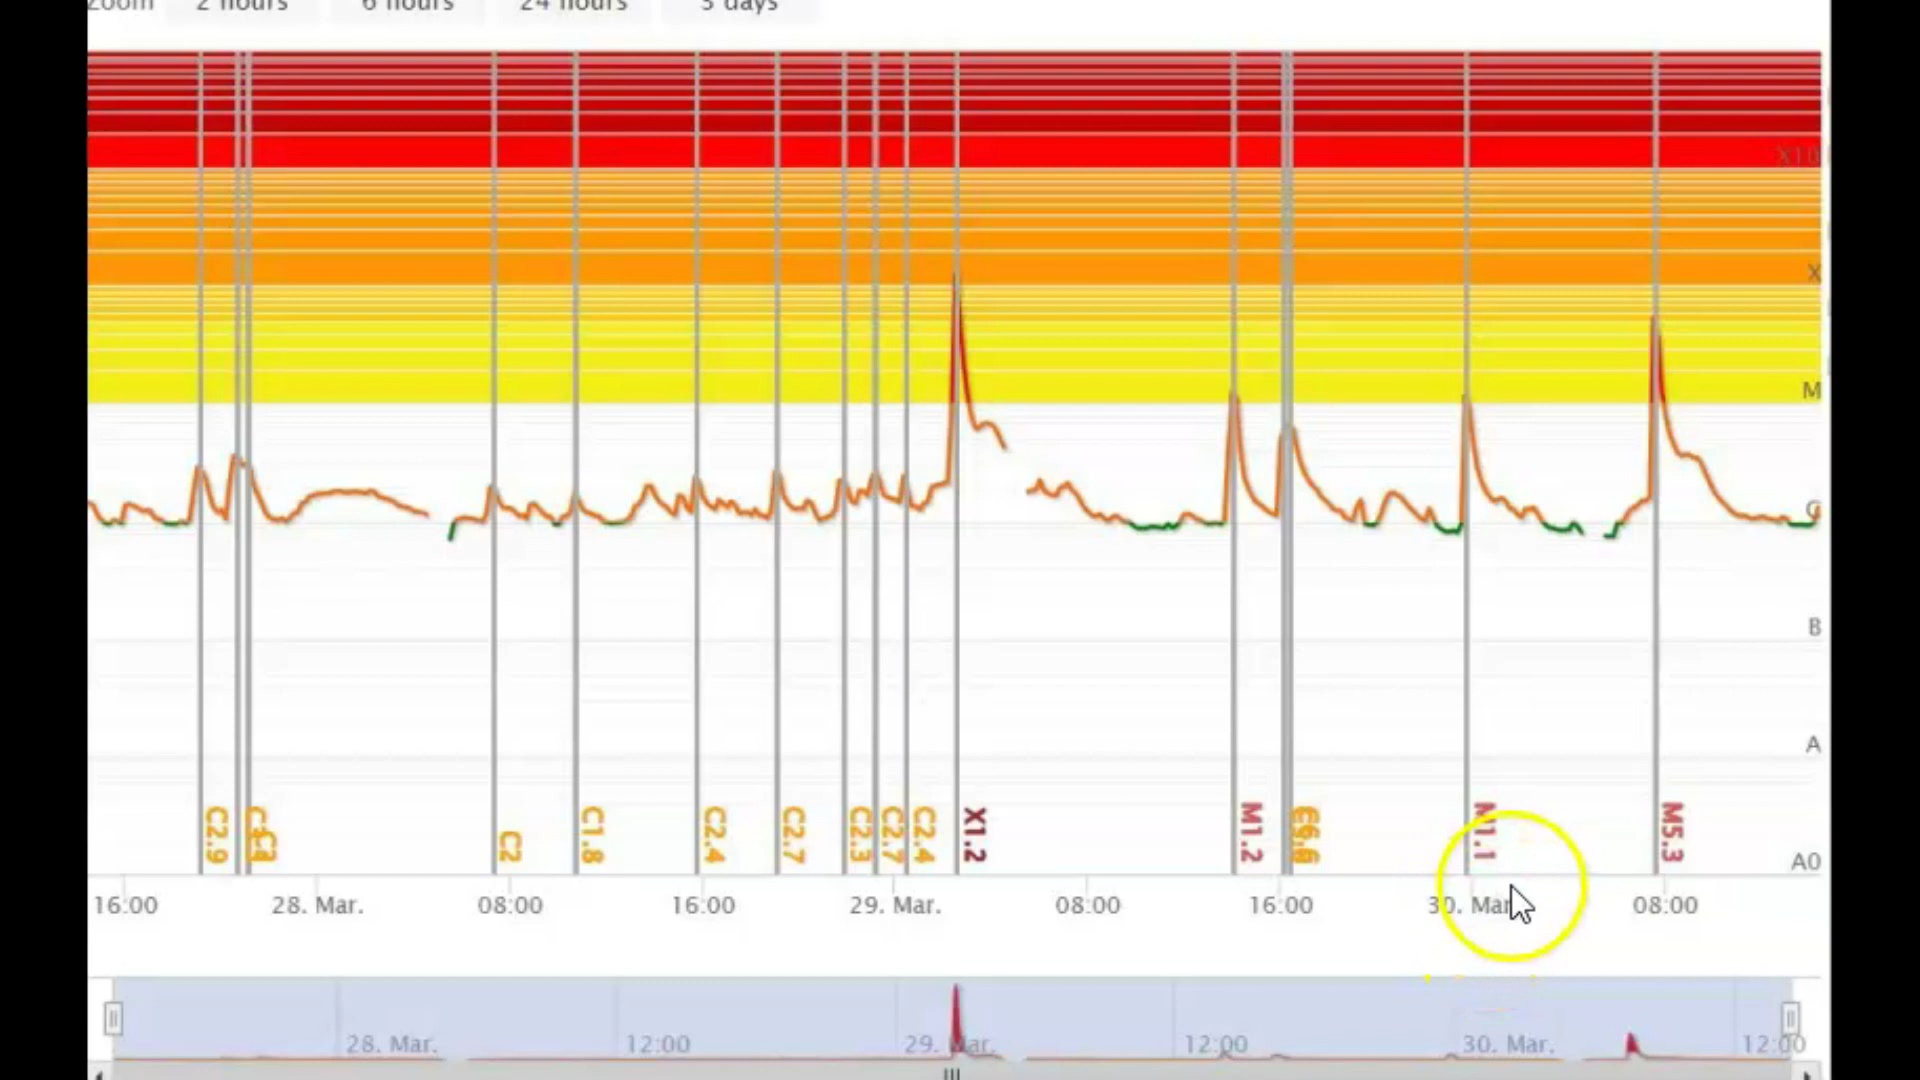 Zoom 2 hours 6 hours 24 hours 3 days
X10
X
M
C
B
A
A0
C2.9
C2
C1.8
C2.4
C2.7
C2.3
C2.7
C2.4
X1.2
M1.2
M1.1
M5.3
16:00 28. Mar. 08:00 16:00 29. Mar. 08:00 16:00 30. Mar. 08:00
28. Mar. 12:00 29. Mar. 12:00 30. Mar. 12:00